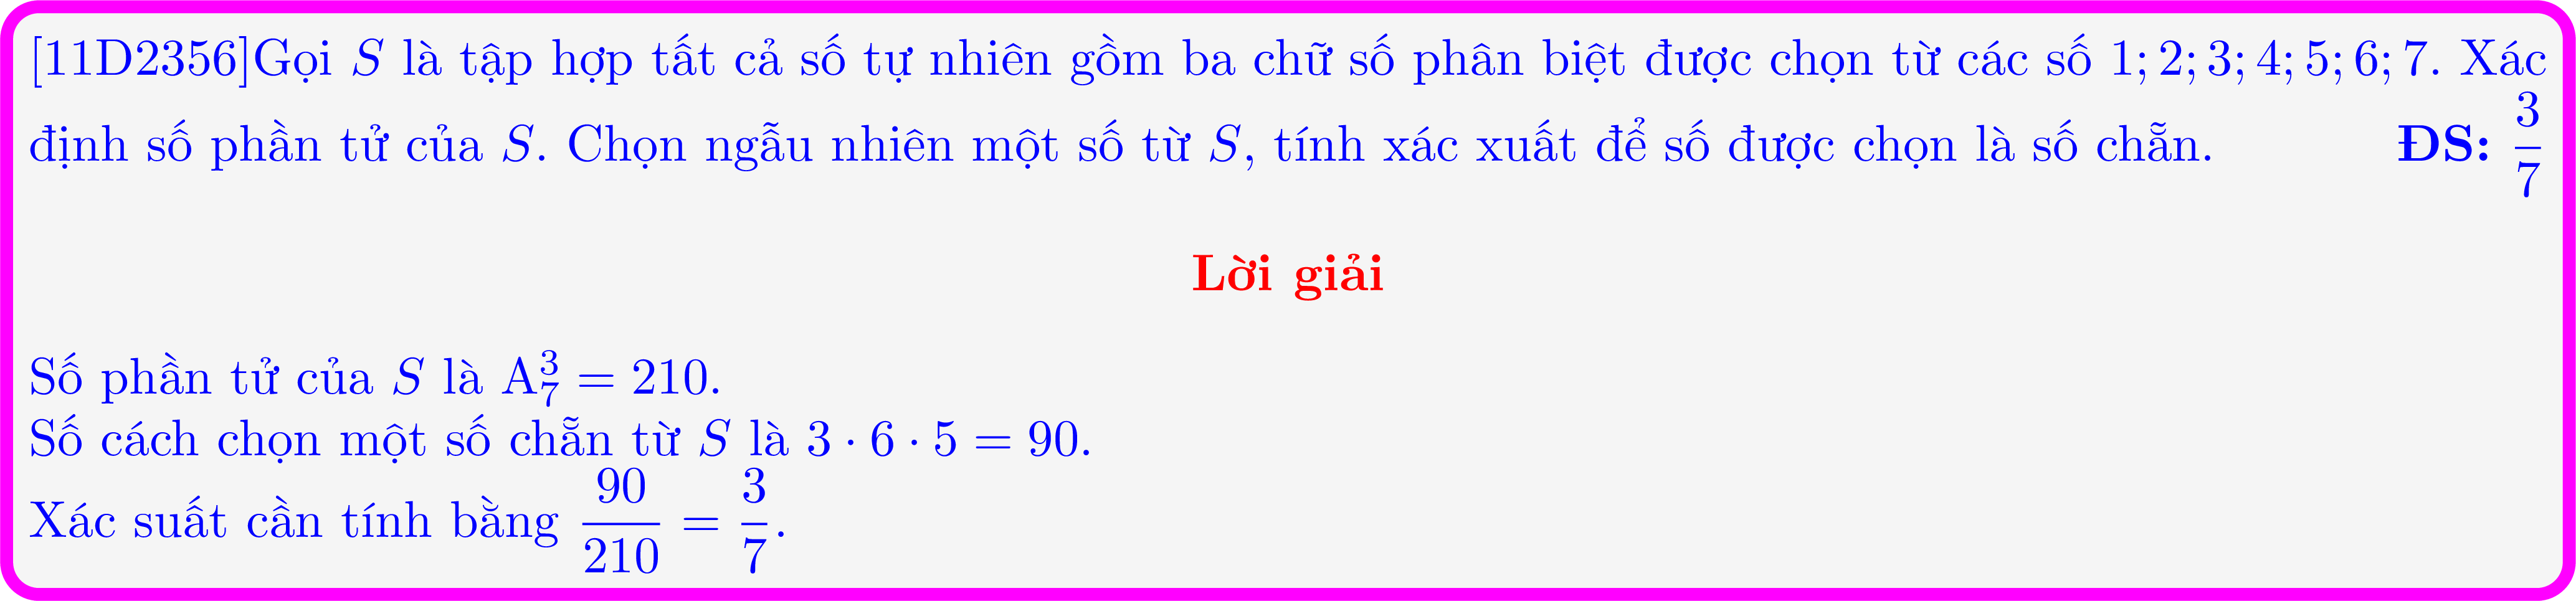 [11D2356]Gọi S là tập hợp tất cả số tự nhiên gồm ba chữ số phân biệt được chọn từ các số 1; 2; 3; 4; 5; 6; 7. Xác
định số phần tử của S. Chọn ngẫu nhiên một số từ S, tính xác xuất để số được chọn là số chẵn. ĐS: \frac{3}{7}
Lời giải
Số phần tử của S là A_7^3 = 210.
Số cách chọn một số chẵn từ S là 3 · 6 · 5 = 90.
Xác suất cần tính bằng \frac{90}{210} = \frac{3}{7}.